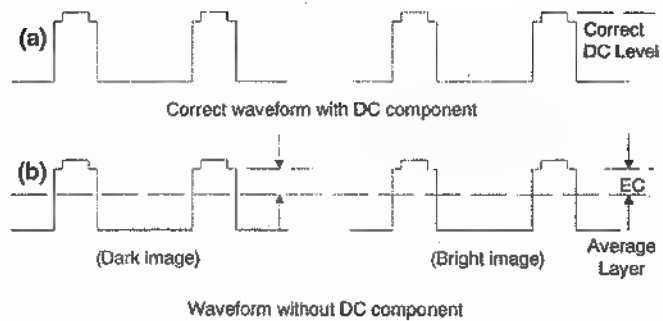 (a)
Correct
DC Level
Correct waveform with DC component
(b)
EC
(Dark image)
(Bright image)
Average
Layer
Waveform without DC component